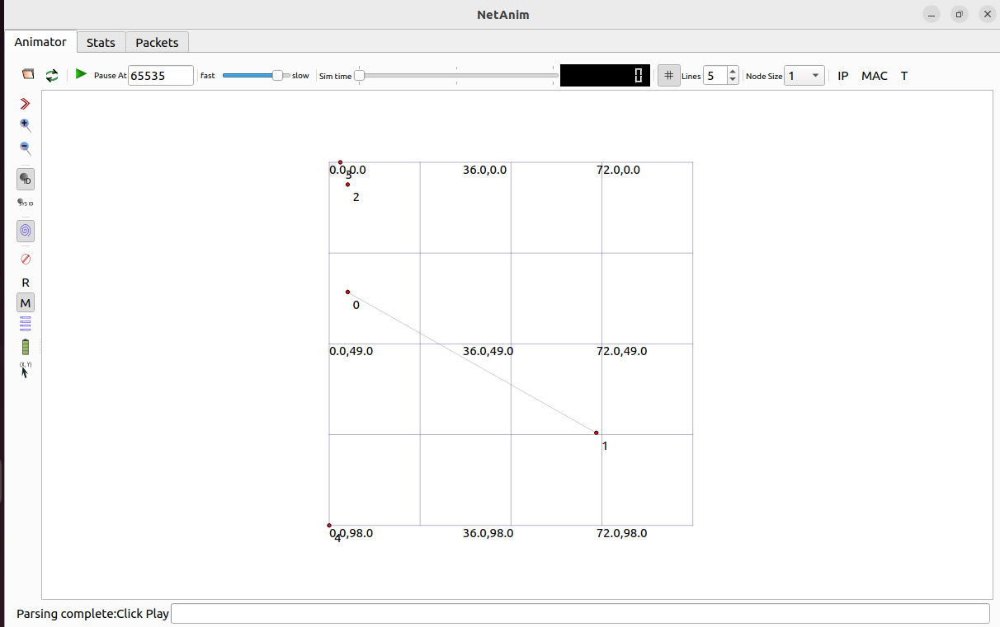 NetAnim
Animator Stats Packets
Pause At 65535 fast slow Sim time 0 # Lines 5 Node Size 1 IP MAC T
ID
SYS ID
R
M
(X, Y)
0.0,0.0 36.0,0.0 72.0,0.0
3
2
0
0.0,49.0 36.0,49.0 72.0,49.0
1
0.0,98.0 36.0,98.0 72.0,98.0
4
Parsing complete:Click Play